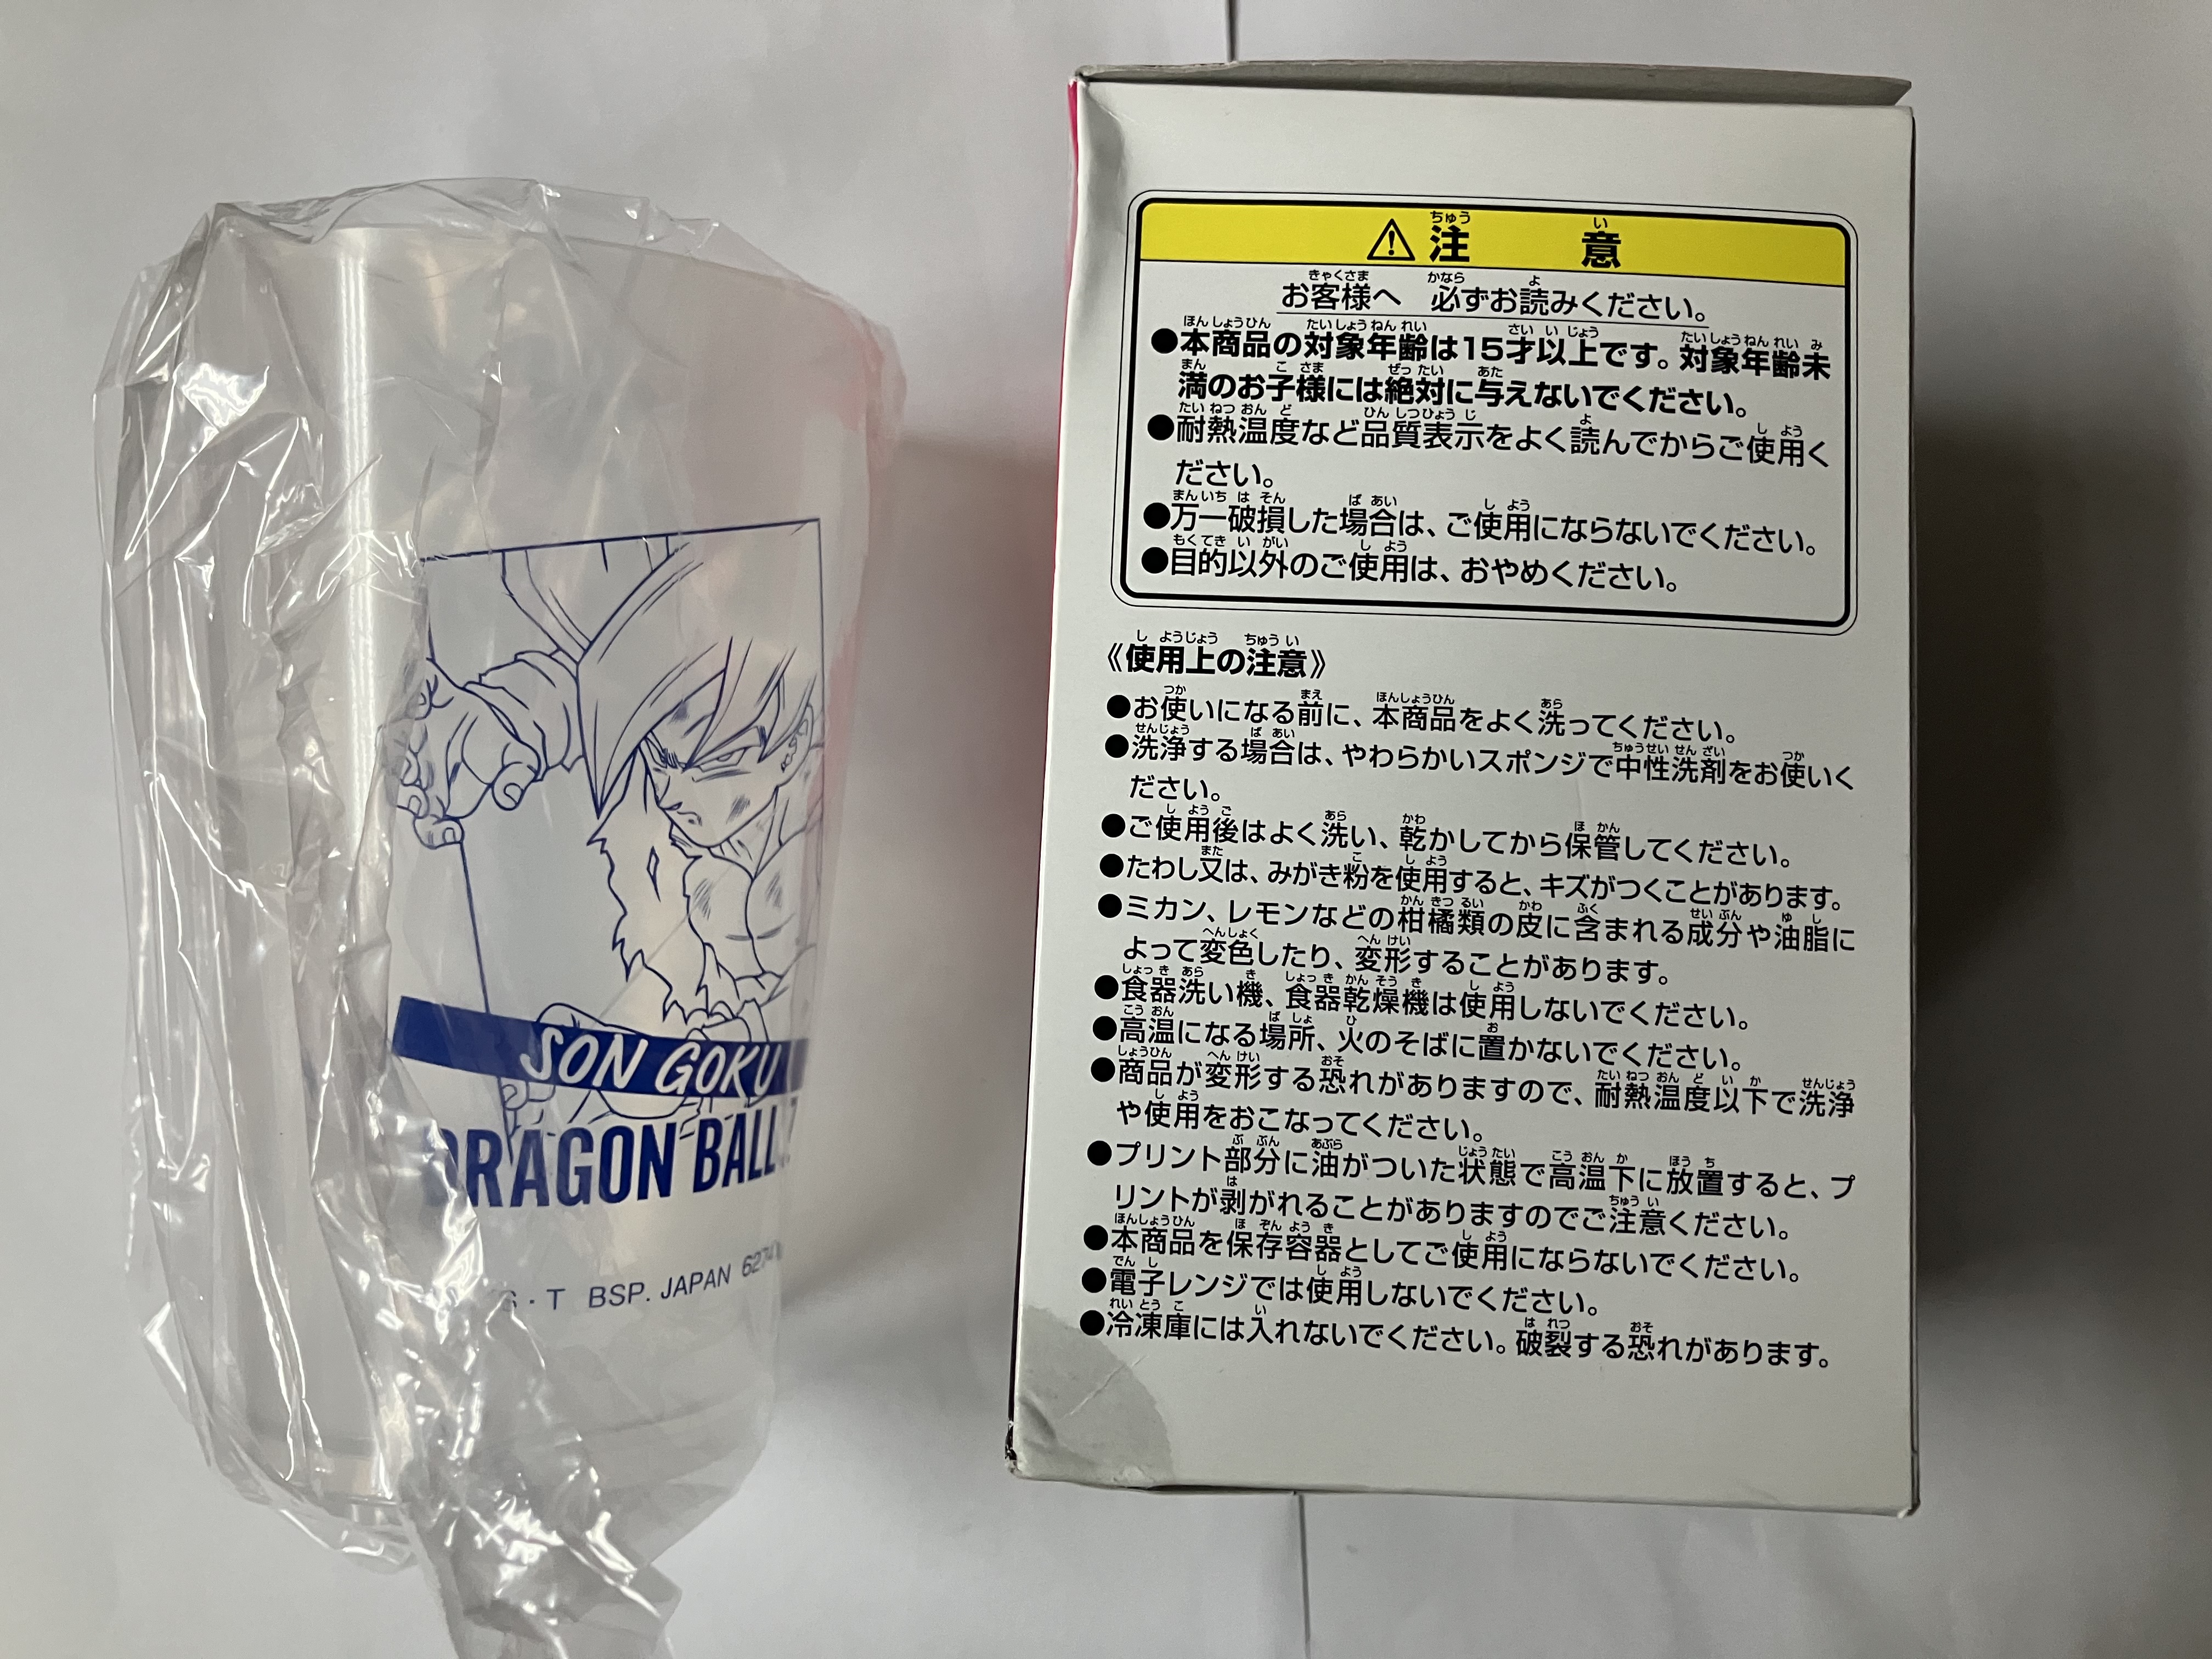 SON GOKU
DRAGON BALL
S・T BSP. JAPAN
注意
お客様へ 必ずお読みください。
●本商品の対象年齢は15才以上です。対象年齢未
満のお子様には絶対に与えないでください。
●耐熱温度など品質表示をよく読んでからご使用く
ださい。
●万一破損した場合は、ご使用にならないでください。
●目的以外のご使用は、おやめください。
《使用上の注意》
●お使いになる前に、本商品をよく洗ってください。
●洗浄する場合は、やわらかいスポンジで中性洗剤をお使いく
ださい。
●ご使用後はよく洗い、乾かしてから保管してください。
●たわし又は、みがき粉を使用すると、キズがつくことがあります。
●ミカン、レモンなどの柑橘類の皮に含まれる成分や油脂に
よって変色したり、変形することがあります。
●食器洗い機、食器乾燥機は使用しないでください。
●高温になる場所、火のそばに置かないでください。
●商品が変形する恐れがありますので、耐熱温度以下で洗浄
や使用をおこなってください。
●プリント部分に油がついた状態で高温下に放置すると、プ
リントが剥がれることがありますのでご注意ください。
●本商品を保存容器としてご使用にならないでください。
●電子レンジでは使用しないでください。
●冷凍庫には入れないでください。破裂する恐れがあります。